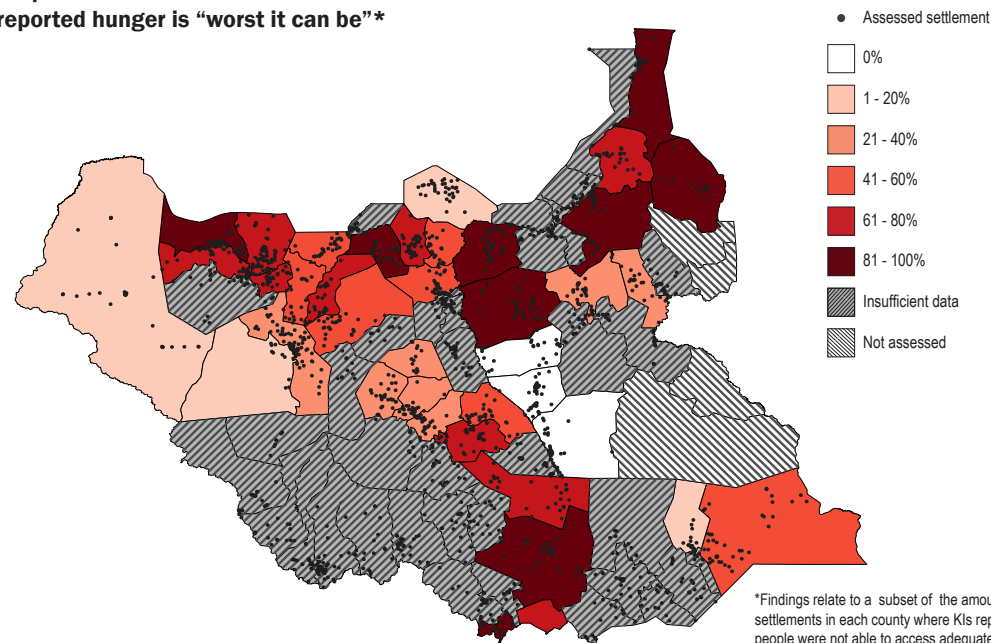 reported hunger is “worst it can be”*
Assessed settlement
0%
1 - 20%
21 - 40%
41 - 60%
61 - 80%
81 - 100%
Insufficient data
Not assessed
*Findings relate to a subset of the amou
settlements in each county where KIs rep
people were not able to access adequate